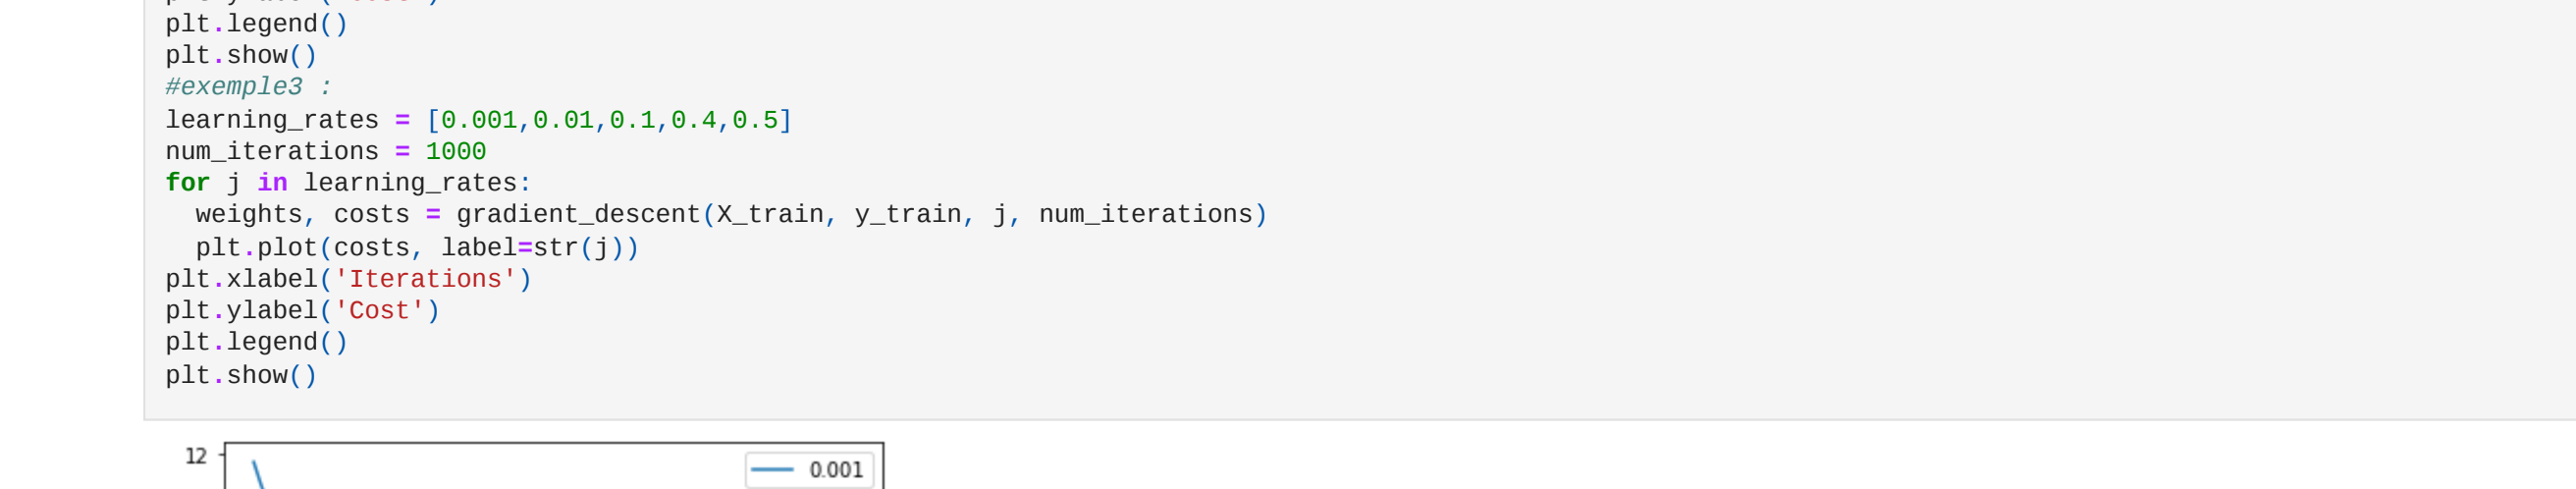 plt.legend()
plt.show()
#exemple3 :
learning_rates = [0.001,0.01,0.1,0.4,0.5]
num_iterations = 1000
for j in learning_rates:
  weights, costs = gradient_descent(X_train, y_train, j, num_iterations)
  plt.plot(costs, label=str(j))
plt.xlabel('Iterations')
plt.ylabel('Cost')
plt.legend()
plt.show()
12
0.001